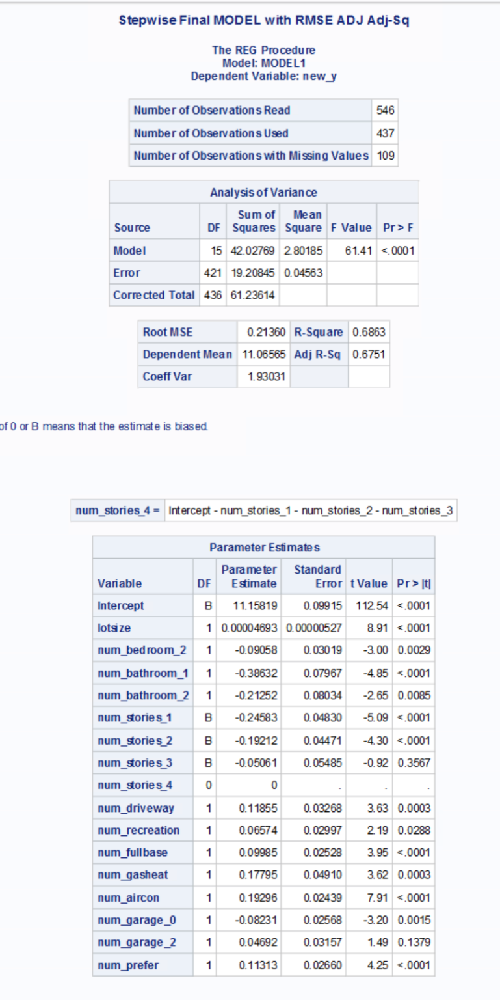 Stepwise Final MODEL with RMSE ADJ Adj-Sq
The REG Procedure
Model: MODEL1
Dependent Variable: new_y
Number of Observations Read 546
Number of Observations Used 437
Number of Observations with Missing Values 109
Analysis of Variance
Source DF Sum of Squares Mean Square F Value Pr > F
Model 15 42.02769 2.80185 61.41 <.0001
Error 421 19.20845 0.04563
Corrected Total 436 61.23614
Root MSE 0.21360 R-Square 0.6863
Dependent Mean 11.06565 Adj R-Sq 0.6751
Coeff Var 1.93031
of 0 or B means that the estimate is biased.
num_stories_4 = Intercept - num_stories_1 - num_stories_2 - num_stories_3
Parameter Estimates
Variable DF Parameter Estimate Standard Error t Value Pr > |t|
Intercept B 11.15819 0.09915 112.54 <.0001
lotsize 1 0.00004693 0.00000527 8.91 <.0001
num_bedroom_2 1 -0.09058 0.03019 -3.00 0.0029
num_bathroom_1 1 -0.38632 0.07967 -4.85 <.0001
num_bathroom_2 1 -0.21252 0.08034 -2.65 0.0085
num_stories_1 B -0.24583 0.04830 -5.09 <.0001
num_stories_2 B -0.19212 0.04471 -4.30 <.0001
num_stories_3 B -0.05061 0.05485 -0.92 0.3567
num_stories_4 0 0 . . .
num_driveway 1 0.11855 0.03268 3.63 0.0003
num_recreation 1 0.06574 0.02997 2.19 0.0288
num_fullbase 1 0.09985 0.02528 3.95 <.0001
num_gasheat 1 0.17795 0.04910 3.62 0.0003
num_aircon 1 0.19296 0.02439 7.91 <.0001
num_garage_0 1 -0.08231 0.02568 -3.20 0.0015
num_garage_2 1 0.04692 0.03157 1.49 0.1379
num_prefer 1 0.11313 0.02660 4.25 <.0001